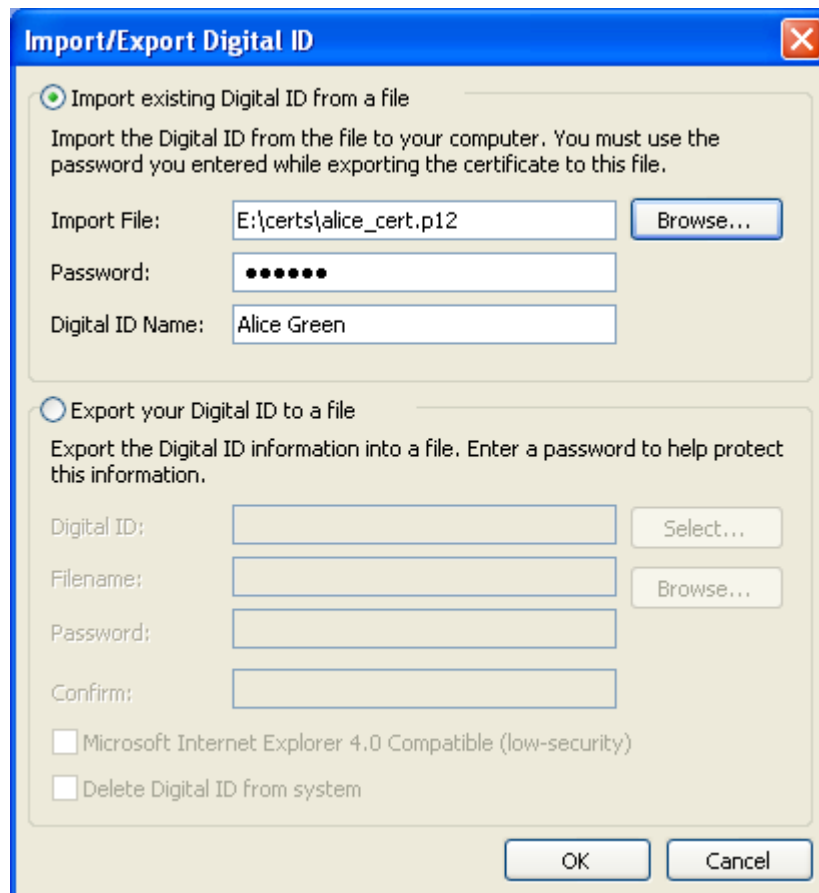 Import/Export Digital ID
Import existing Digital ID from a file
Import the Digital ID from the file to your computer. You must use the
password you entered while exporting the certificate to this file.
Import File: E:\certs\alice_cert.p12 Browse...
Password: ●●●●●●
Digital ID Name: Alice Green
Export your Digital ID to a file
Export the Digital ID information into a file. Enter a password to help protect
this information.
Digital ID: Select...
Filename: Browse...
Password:
Confirm:
Microsoft Internet Explorer 4.0 Compatible (low-security)
Delete Digital ID from system
OK Cancel